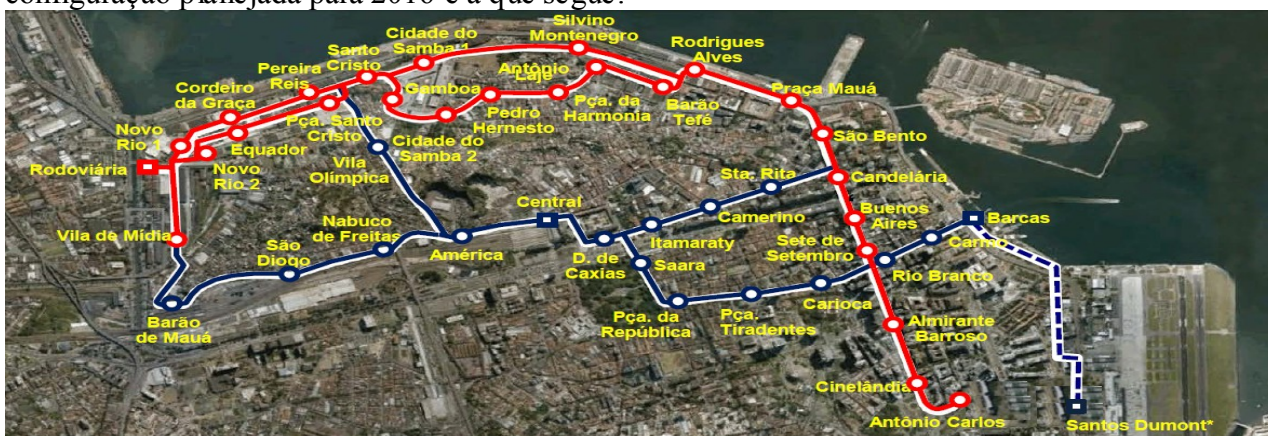 configuração planejada para 2016 é a que segue:
Silvino
Montenegro
Cidade do
Samba 1
Santo
Cristo
Rodrigues
Alves
Pereira
Reis
Antônio
Laje
Cordeiro
da Graça
Gamboa
Praça Mauá
Pça. da
Harmonia
Barão
Tefé
Pedro
Hernesto
Pça. Santo
Cristo
Novo
Rio 1
São Bento
Equador
Cidade do
Samba 2
Rodoviária
Novo
Rio 2
Vila
Olímpica
Sta. Rita
Candelária
Central
Camerino
Buenos
Aires
Barcas
Nabuco
de Freitas
Vila de Mídia
Itamaraty
Carmo
São
Diogo
América
D. de
Caxias
Saara
Sete de
Setembro
Rio Branco
Carioca
Barão
de Mauá
Pça. da
República
Pça.
Tiradentes
Almirante
Barroso
Cinelândia
Antônio Carlos
Santos Dumont*